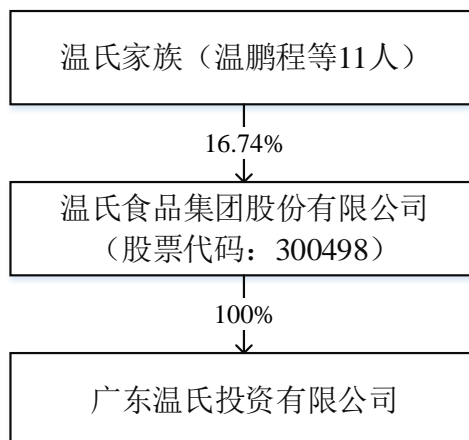 温氏家族（温鹏程等11人）
16.74%
温氏食品集团股份有限公司
（股票代码：300498）
100%
广东温氏投资有限公司